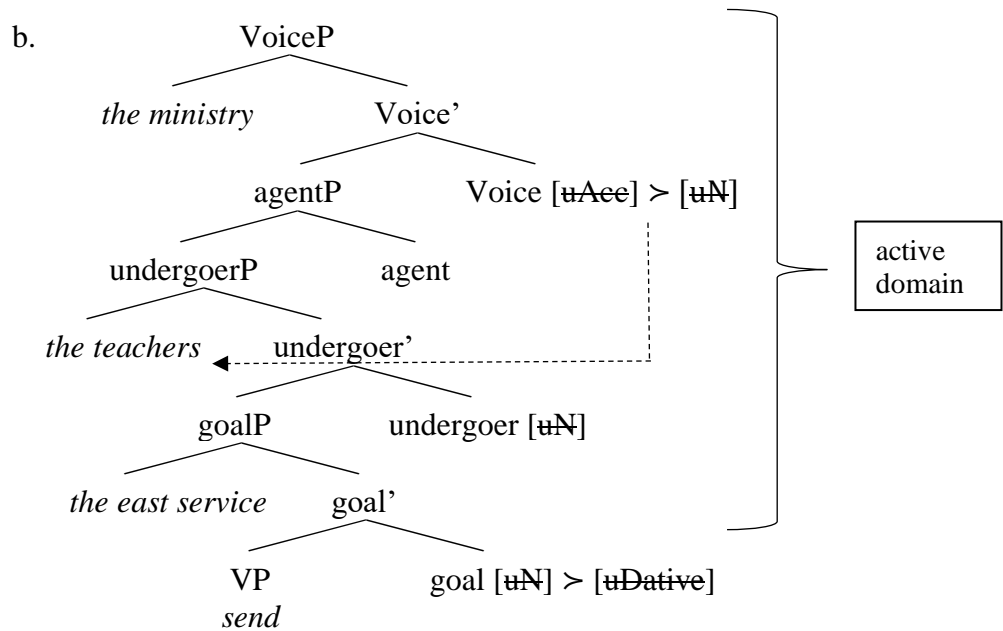 b.
VoiceP
the ministry Voice’
agentP Voice [uAcc] ≻ [uN]
undergoerP agent
the teachers undergoer’
goalP undergoer [uN]
the east service goal’
VP goal [uN] ≻ [uDative]
send
active
domain